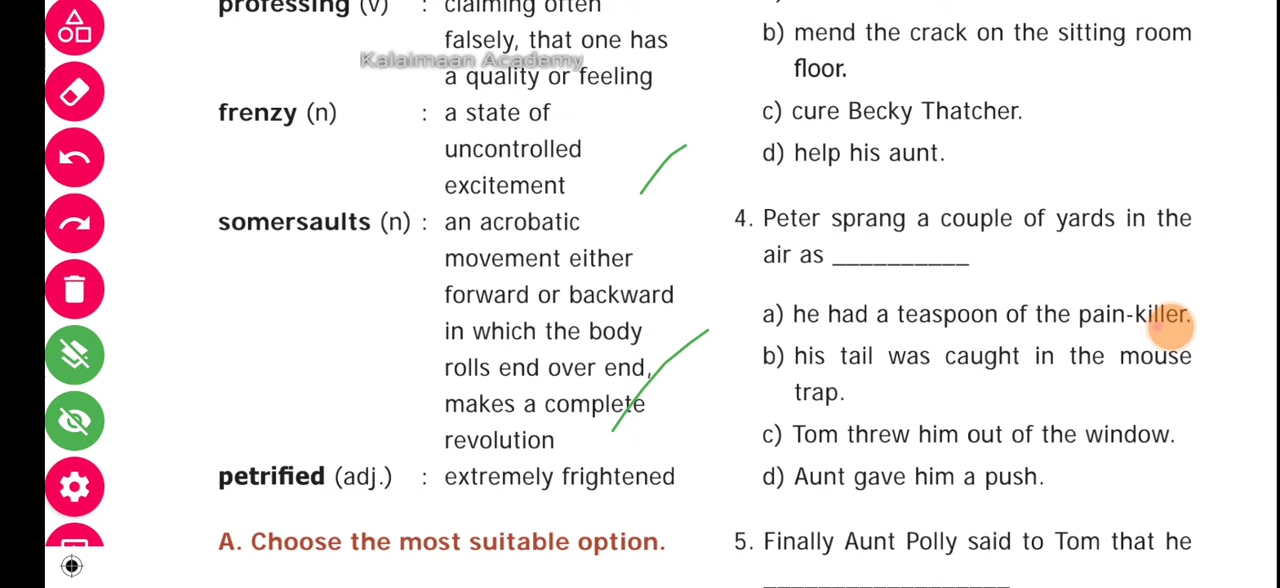 professing (v) : claiming often
falsely, that one has
Kalaimaan Academy
a quality or feeling
frenzy (n) : a state of
uncontrolled
excitement
somersaults (n) : an acrobatic
movement either
forward or backward
in which the body
rolls end over end,
makes a complete
revolution
petrified (adj.) : extremely frightened
A. Choose the most suitable option.
b) mend the crack on the sitting room
floor.
c) cure Becky Thatcher.
d) help his aunt.
4. Peter sprang a couple of yards in the
air as __________
a) he had a teaspoon of the pain-killer.
b) his tail was caught in the mouse
trap.
c) Tom threw him out of the window.
d) Aunt gave him a push.
5. Finally Aunt Polly said to Tom that he